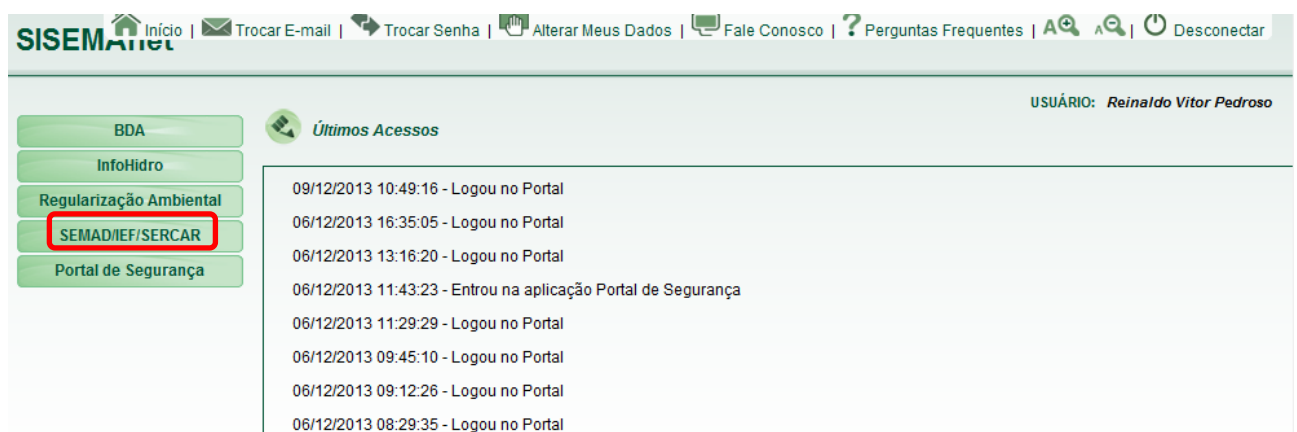 SISEMAnet
Início | Trocar E-mail | Trocar Senha | Alterar Meus Dados | Fale Conosco | ? Perguntas Frequentes | A A | Desconectar
USUÁRIO: Reinaldo Vitor Pedroso
BDA
InfoHidro
Regularização Ambiental
SEMAD/IEF/SERCAR
Portal de Segurança
Últimos Acessos
09/12/2013 10:49:16 - Logou no Portal
06/12/2013 16:35:05 - Logou no Portal
06/12/2013 13:16:20 - Logou no Portal
06/12/2013 11:43:23 - Entrou na aplicação Portal de Segurança
06/12/2013 11:29:29 - Logou no Portal
06/12/2013 09:45:10 - Logou no Portal
06/12/2013 09:12:26 - Logou no Portal
06/12/2013 08:29:35 - Logou no Portal